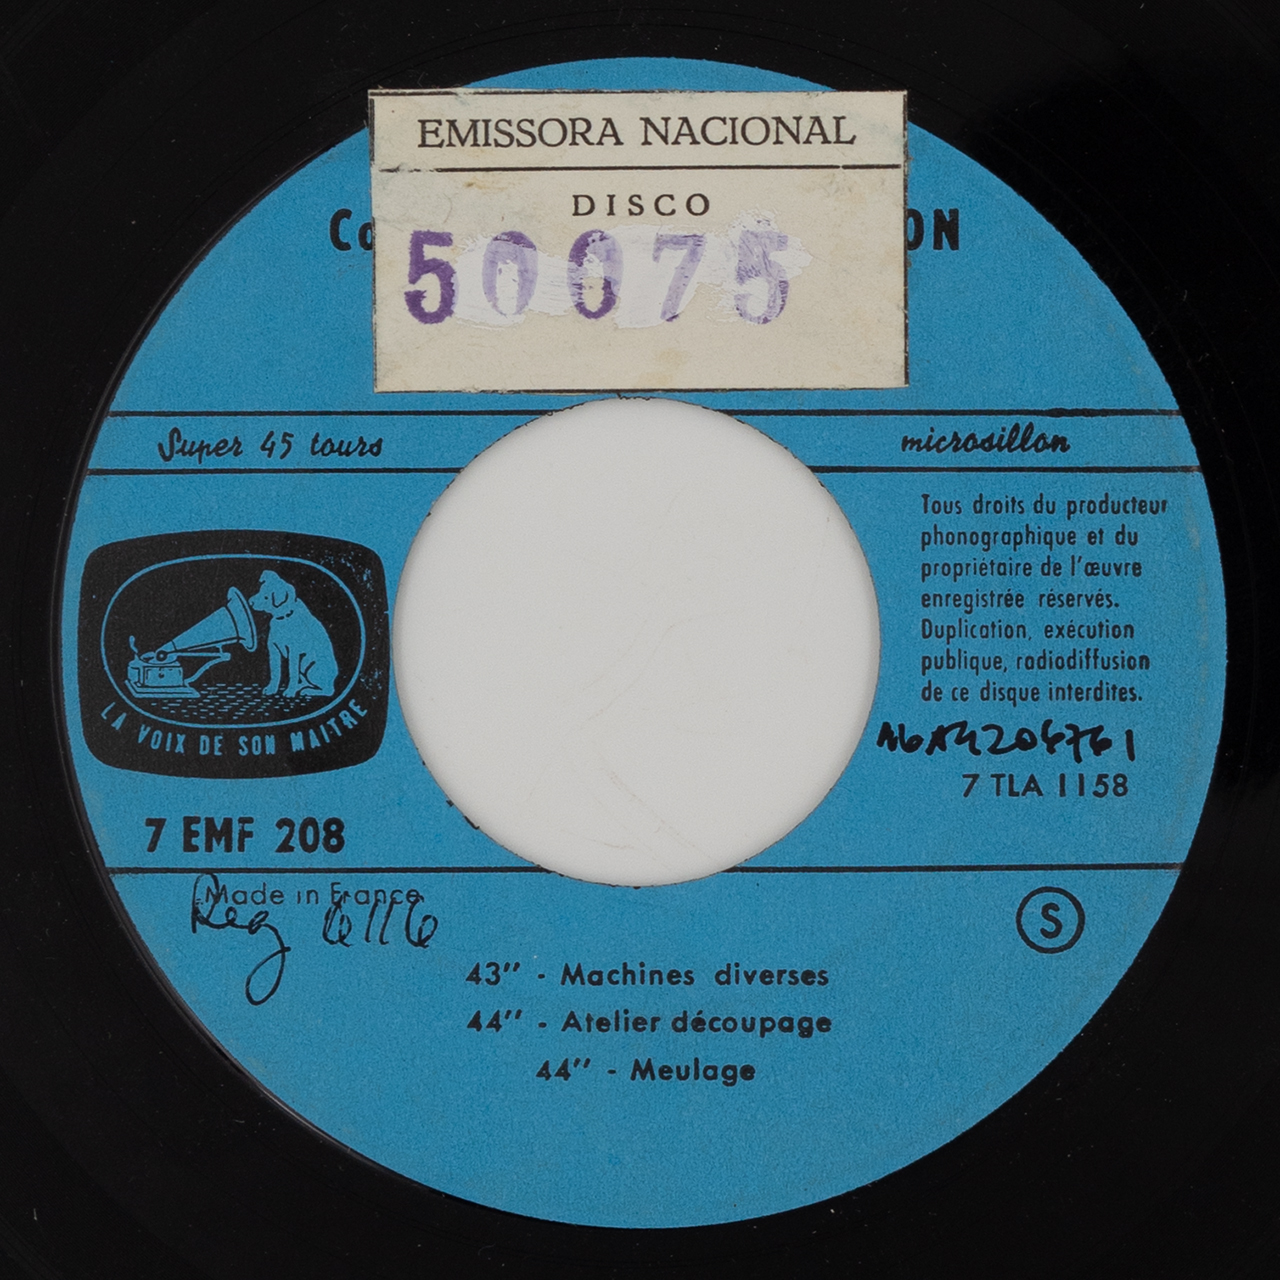 EMISSORA NACIONAL
DISCO
50075
Super 45 tours
microsillon
Tous droits du producteur
phonographique et du
propriétaire de l'œuvre
enregistrée réservés.
Duplication, exécution
publique, radiodiffusion
de ce disque interdites.
7 TLA 1158
LA VOIX DE SON MAITRE
7 EMF 208
Made in France
Reg 6116
S
43" - Machines diverses
44" - Atelier découpage
44" - Meulage